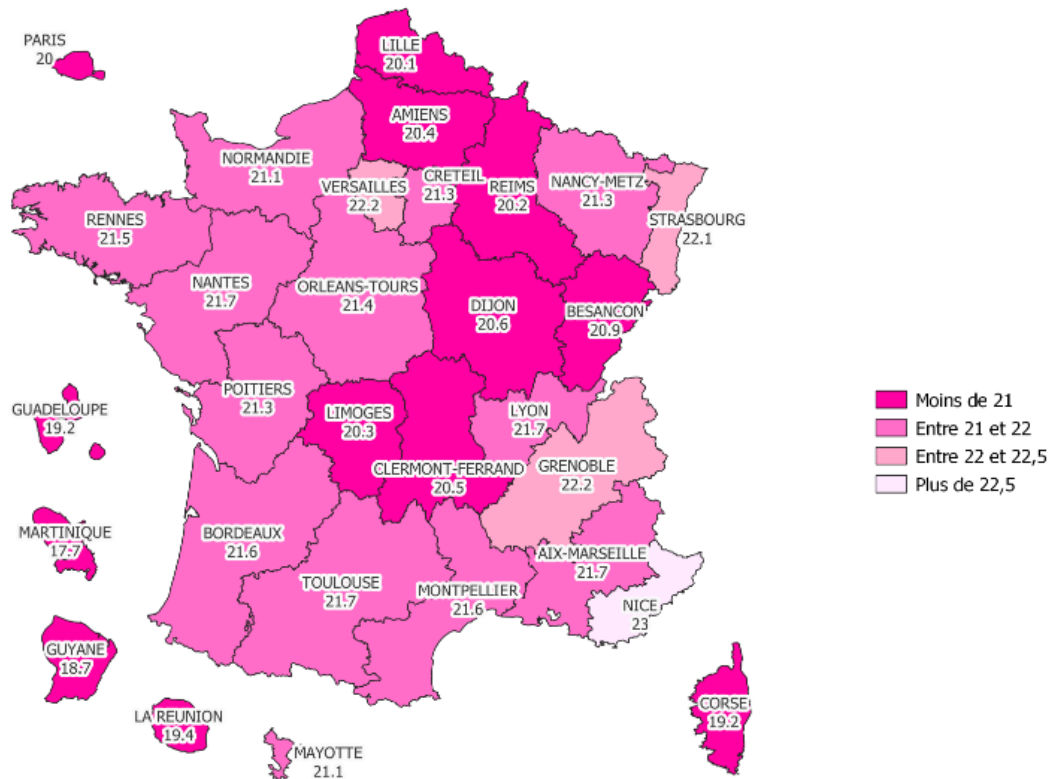 PARIS
20
LILLE
20.1
AMIENS
20.4
NORMANDIE
21.1
VERSAILLES
22.2
CRETEIL
21.3
REIMS
20.2
NANCY-METZ
21.3
STRASBOURG
22.1
RENNES
21.5
NANTES
21.7
ORLEANS-TOURS
21.4
DIJON
20.6
BESANCON
20.9
POITIERS
21.3
LIMOGES
20.3
LYON
21.7
GUADELOUPE
19.2
CLERMONT-FERRAND
20.5
GRENOBLE
22.2
Moins de 21
Entre 21 et 22
Entre 22 et 22,5
Plus de 22,5
MARTINIQUE
17.7
BORDEAUX
21.6
TOULOUSE
21.7
MONTPELLIER
21.6
AIX-MARSEILLE
21.7
NICE
23
GUYANE
18.7
LA REUNION
19.4
MAYOTTE
21.1
CORSE
19.2